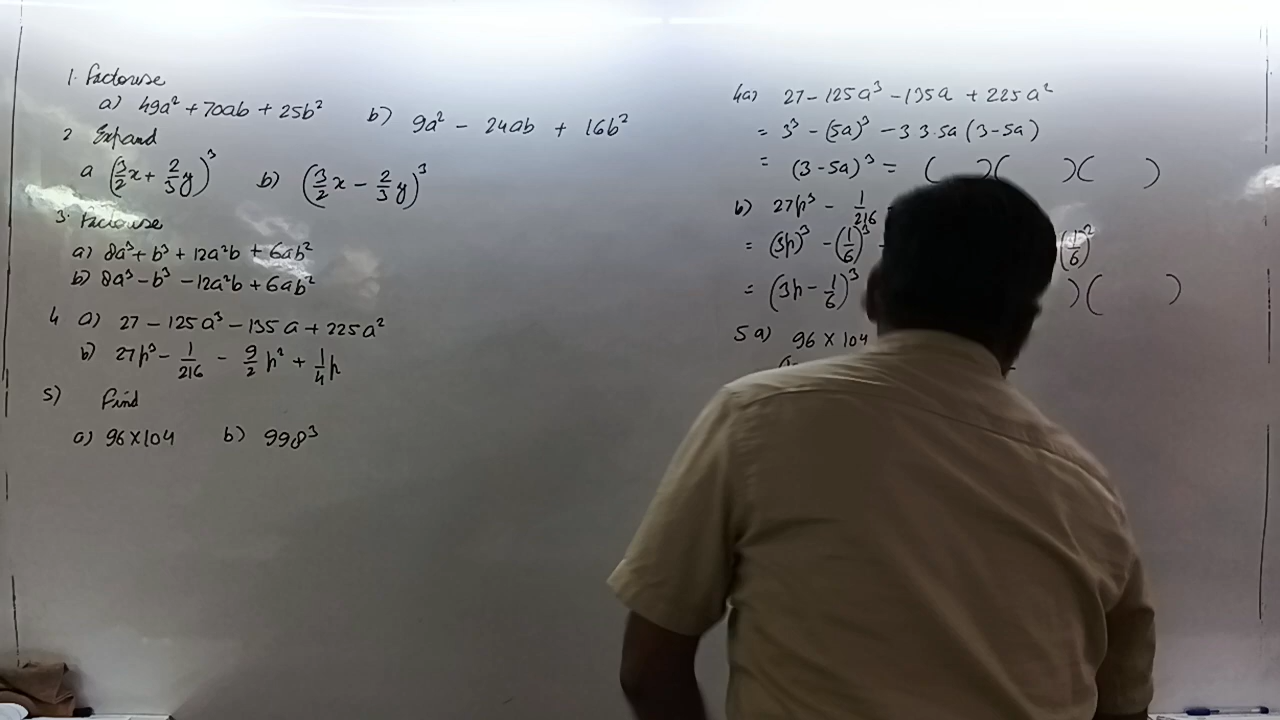 1. Factorise
a) 49a² + 70ab + 25b² b) 9a² - 24ab + 16b²
2 Expand
a (3/2x + 2/3y)³ b) (3/2x - 2/3y)³
3. Factorise
a) 8a³ + b³ + 12a²b + 6ab²
b) 8a³ - b³ - 12a²b + 6ab²
4 a) 27 - 125a³ - 135a + 225a²
b) 27p³ - 1/216 - 9/2p² + 1/4p
5) Find
a) 96 × 104 b) 998³
4a) 27 - 125a³ - 135a + 225a²
= 3³ - (5a)³ - 3 3.5a (3 - 5a)
= (3 - 5a)³ = ( )( )( )
b) 27p³ - 1/216
= (3p)³ - (1/6)³ (1/6)²
= (3p - 1/6)³ )( )
5 a) 96 × 104